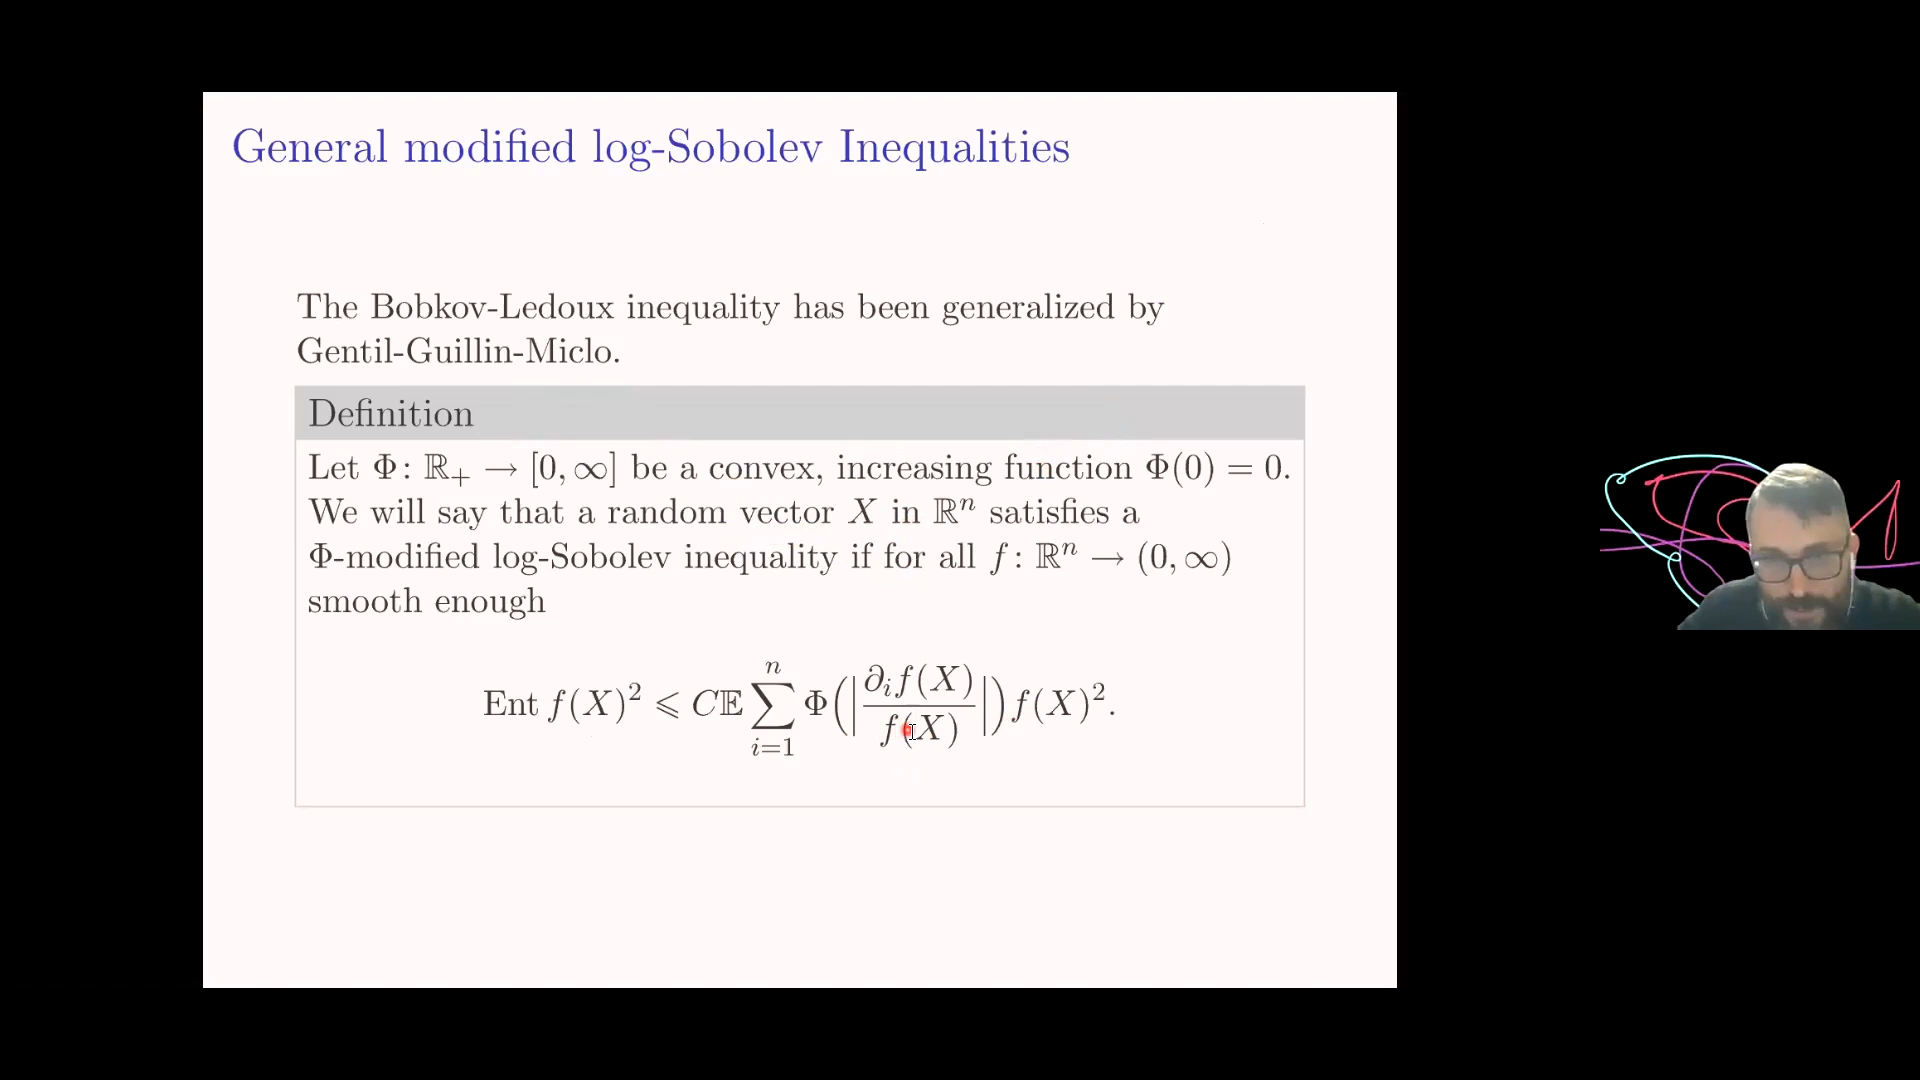 General modified log-Sobolev Inequalities
The Bobkov-Ledoux inequality has been generalized by
Gentil-Guillin-Miclo.
Definition
Let Φ: ℝ₊ → [0, ∞] be a convex, increasing function Φ(0) = 0.
We will say that a random vector X in ℝⁿ satisfies a
Φ-modified log-Sobolev inequality if for all f: ℝⁿ → (0, ∞)
smooth enough
Ent f(X)² ⩽ C𝔼 ∑ᵢ₌₁ⁿ Φ(|∂ᵢf(X)/f(X)|) f(X)².